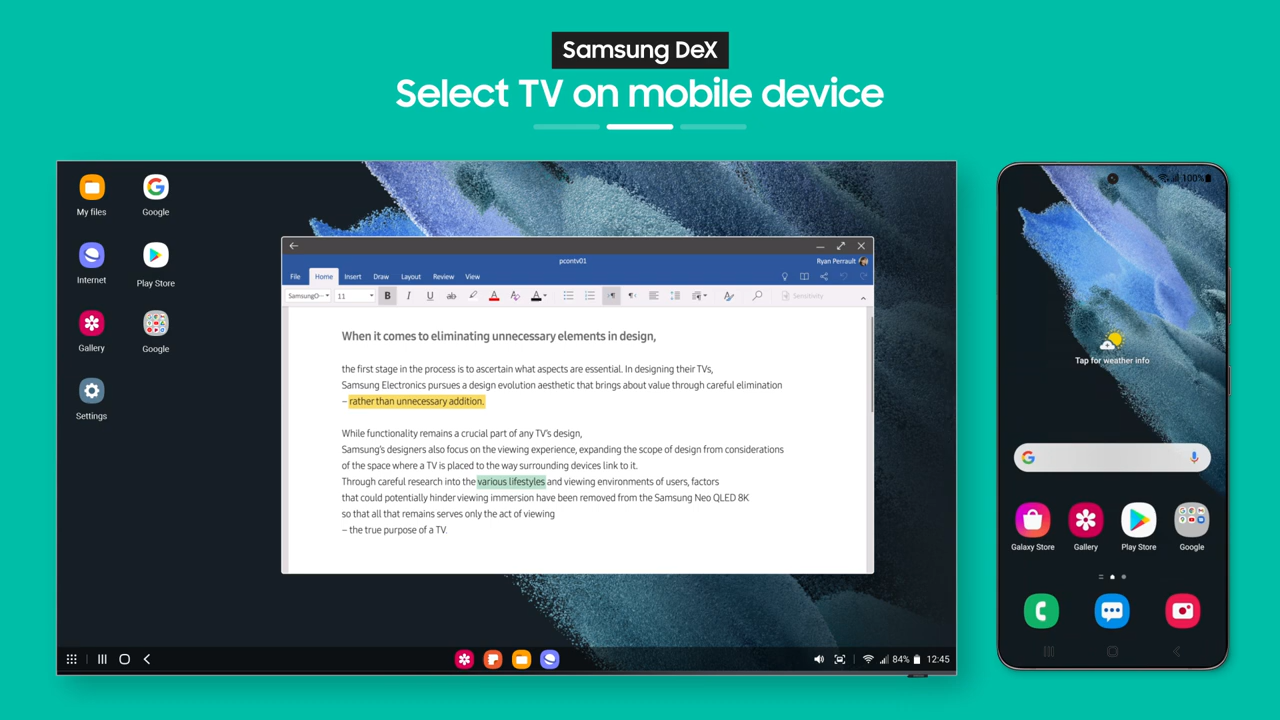 Samsung DeX
Select TV on mobile device
My files
Google
Internet
Play Store
Gallery
Google
Settings
pcontv01
Ryan Perrault
File Home Insert Draw Layout Review View
SamsungO 11 B I U ab A A A
Sensitivity
When it comes to eliminating unnecessary elements in design,
the first stage in the process is to ascertain what aspects are essential. In designing their TVs,
Samsung Electronics pursues a design evolution aesthetic that brings about value through careful elimination
– rather than unnecessary addition.
While functionality remains a crucial part of any TV's design,
Samsung's designers also focus on the viewing experience, expanding the scope of design from considerations
of the space where a TV is placed to the way surrounding devices link to it.
Through careful research into the various lifestyles and viewing environments of users, factors
that could potentially hinder viewing immersion have been removed from the Samsung Neo QLED 8K
so that all that remains serves only the act of viewing
– the true purpose of a TV.
84% 12:45
100%
Tap for weather info
Galaxy Store
Gallery
Play Store
Google